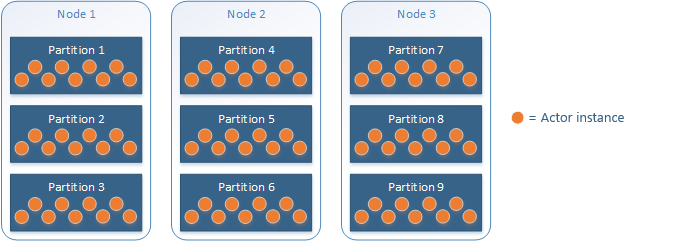 Node 1
Partition 1
Partition 2
Partition 3
Node 2
Partition 4
Partition 5
Partition 6
Node 3
Partition 7
Partition 8
Partition 9
= Actor instance